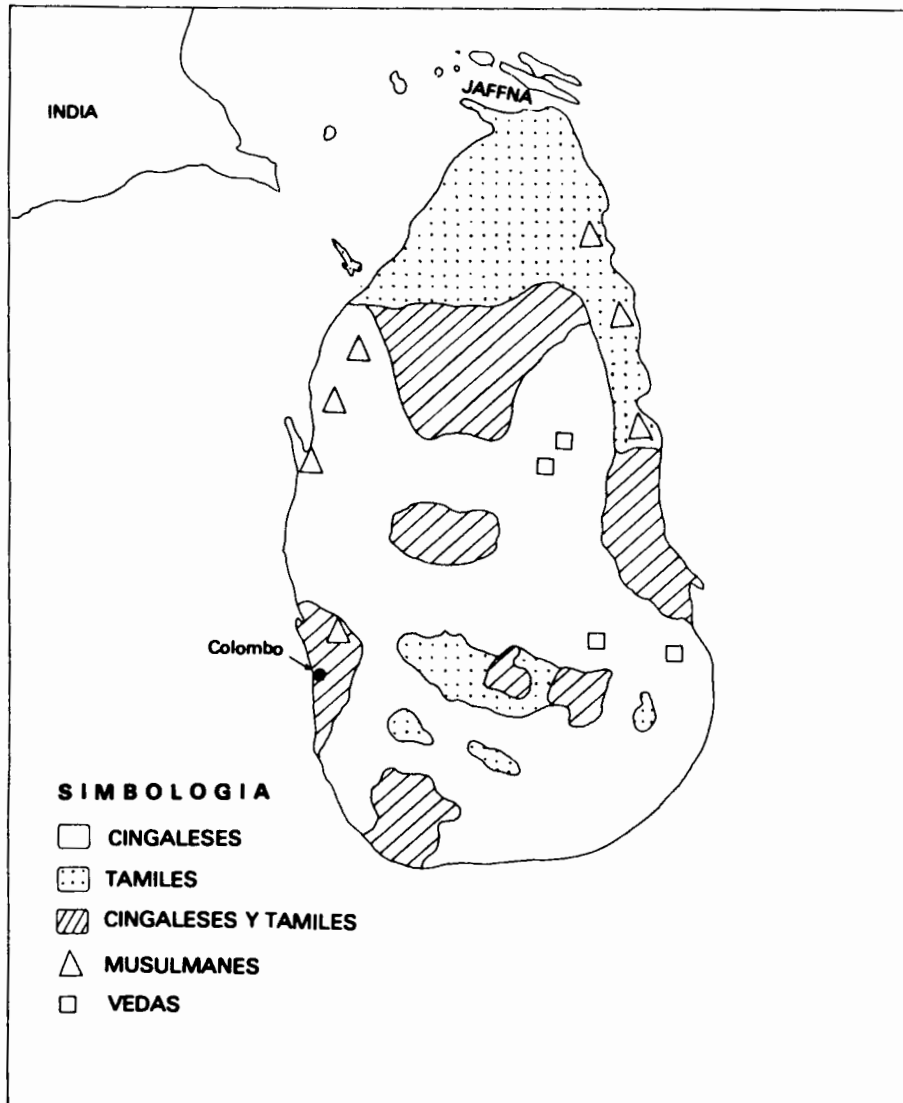 INDIA
JAFFNA
Colombo
SIMBOLOGIA
CINGALESES
TAMILES
CINGALESES Y TAMILES
MUSULMANES
VEDAS